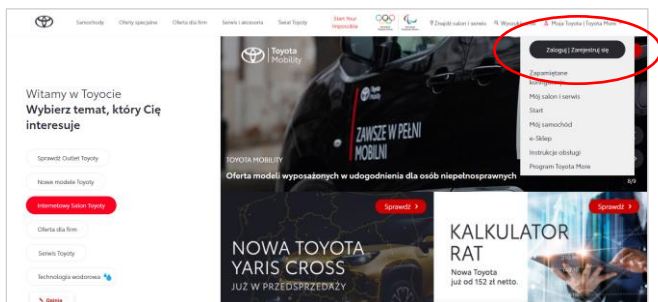 Samochody
Oferty specjalne
Oferta dla firm
Serwis i akcesoria
Świat Toyoty
Start Your
Impossible
Znajdź salon i serwis
Moja Toyota | Toyota More
Zaloguj | Zarejestruj się
Zapamiętane
Mój salon i serwis
Start
Mój samochód
e-Sklep
Instrukcje obsługi
Program Toyota More
Toyota
Mobility
Witamy w Toyocie
Wybierz temat, który Cię
interesuje
Sprawdź Outlet Toyoty
Nowe modele Toyoty
Internetowy Salon Toyoty
Oferta dla firm
Serwis Toyoty
Technologia wodorowa
Opinia
ZAWSZE W PEŁNI
MOBILNI
TOYOTA MOBILITY
Oferta modeli wyposażonych w udogodnienia dla osób niepełnosprawnych
8/9
Sprawdź
NOWA TOYOTA
YARIS CROSS
JUŻ W PRZEDSPRZEDAŻY
Sprawdź
KALKULATOR
RAT
Nowa Toyota
już od 152 zł netto.